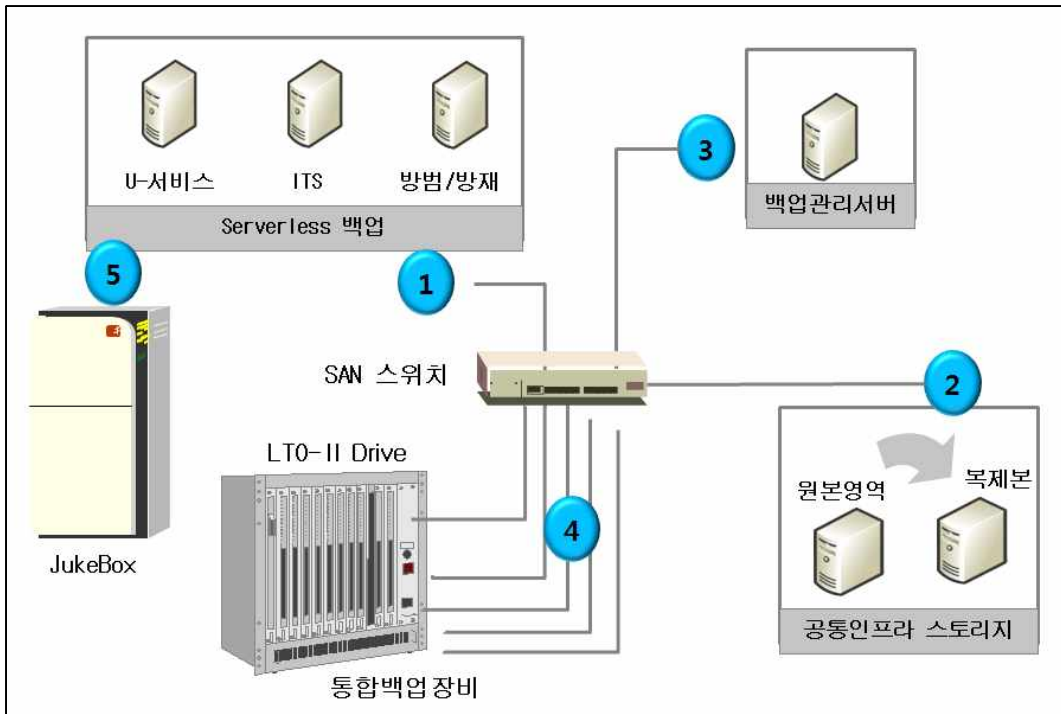 U-서비스
ITS
방범/방재
Serverless 백업
3
백업관리서버
5
1
SAN 스위치
2
LTO-II Drive
원본영역
복제본
4
JukeBox
공통인프라 스토리지
통합백업장비